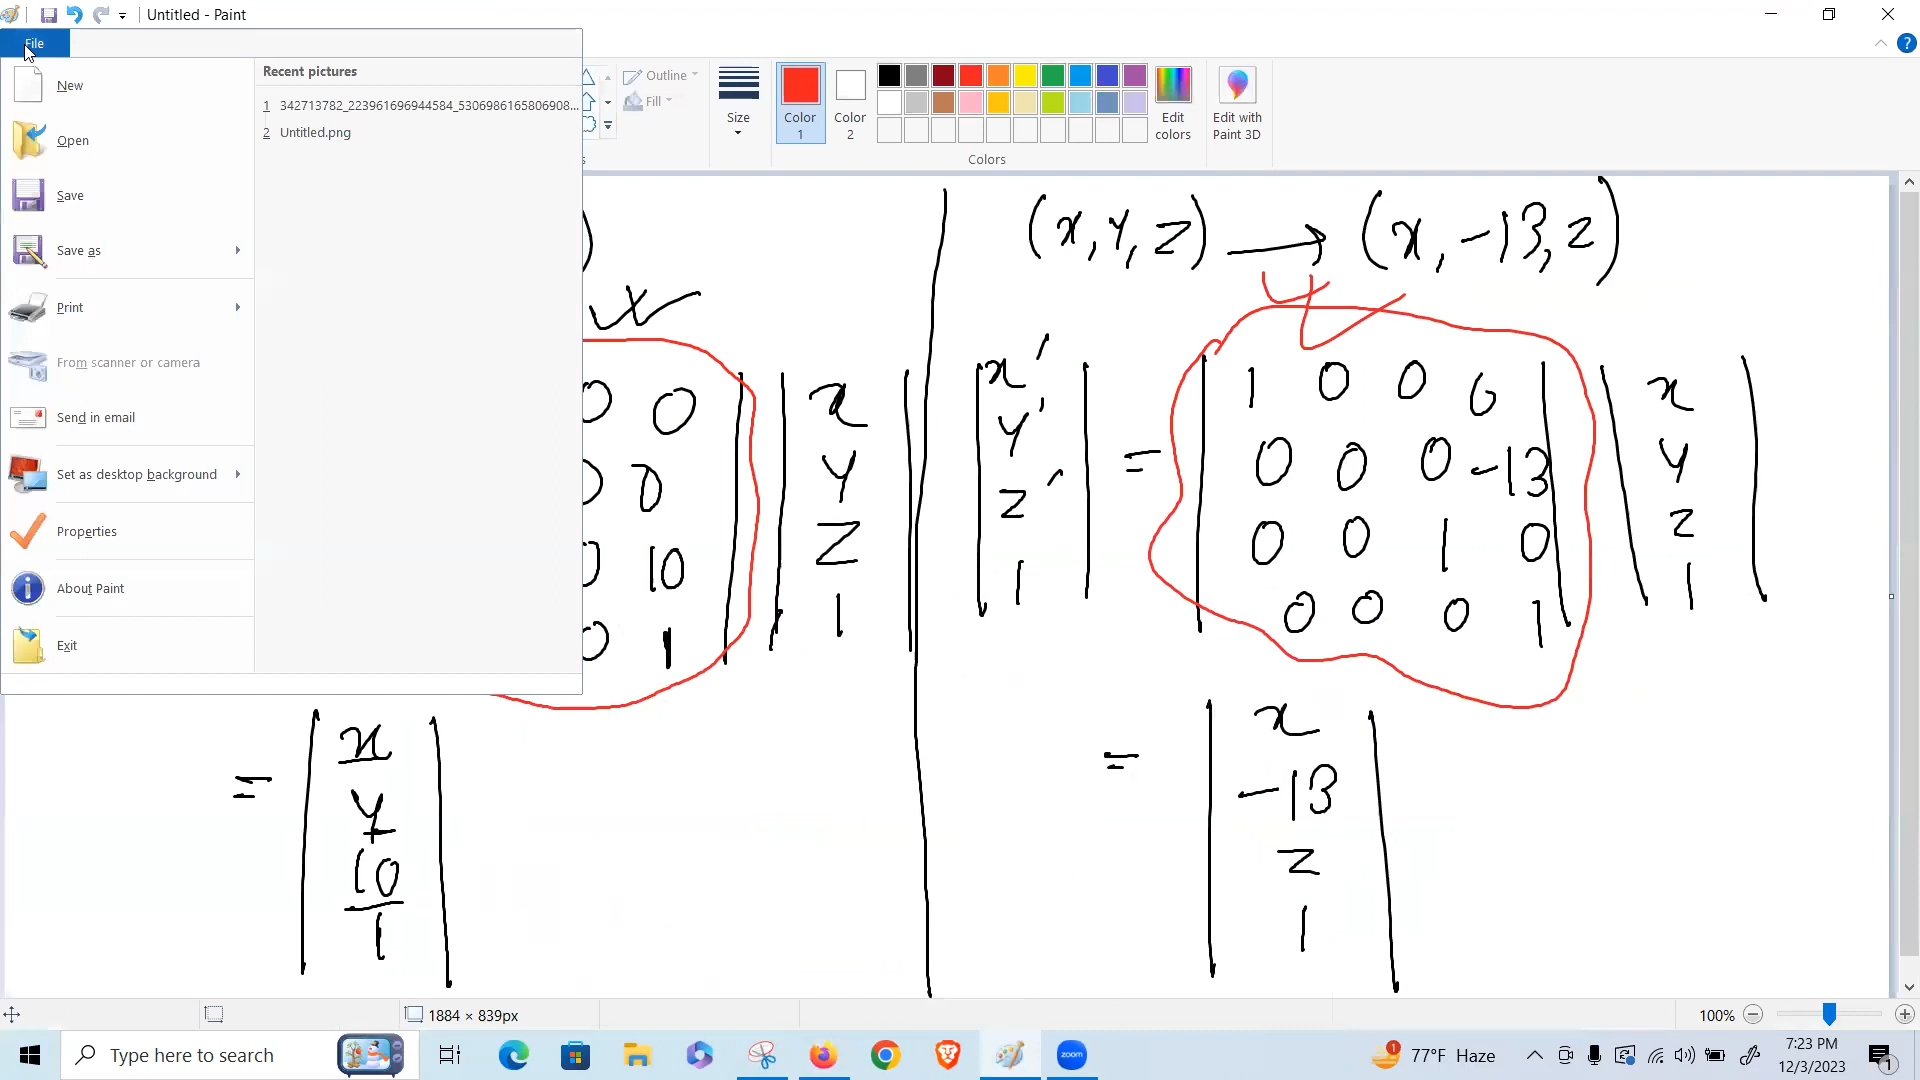 Untitled - Paint
File
New
Open
Save
Save as
Print
From scanner or camera
Send in email
Set as desktop background
Properties
About Paint
Exit
Recent pictures
1 342713782_223961696944584_5306986165806908...
2 Untitled.png
Outline
Fill
Size
Color 1
Color 2
Edit colors
Edit with Paint 3D
Colors
)
0 0
0 0
0 10
0 1
x
y
z
1
= x
y
10
1
(x, y, z) → (x, -13, z)
x'
y'
z'
1
=
1 0 0 0
0 0 0 -13
0 0 1 0
0 0 0 1
x
y
z
1
= x
-13
z
1
1884 × 839px
100%
Type here to search
zoom
1
77°F Haze
7:23 PM
12/3/2023
1